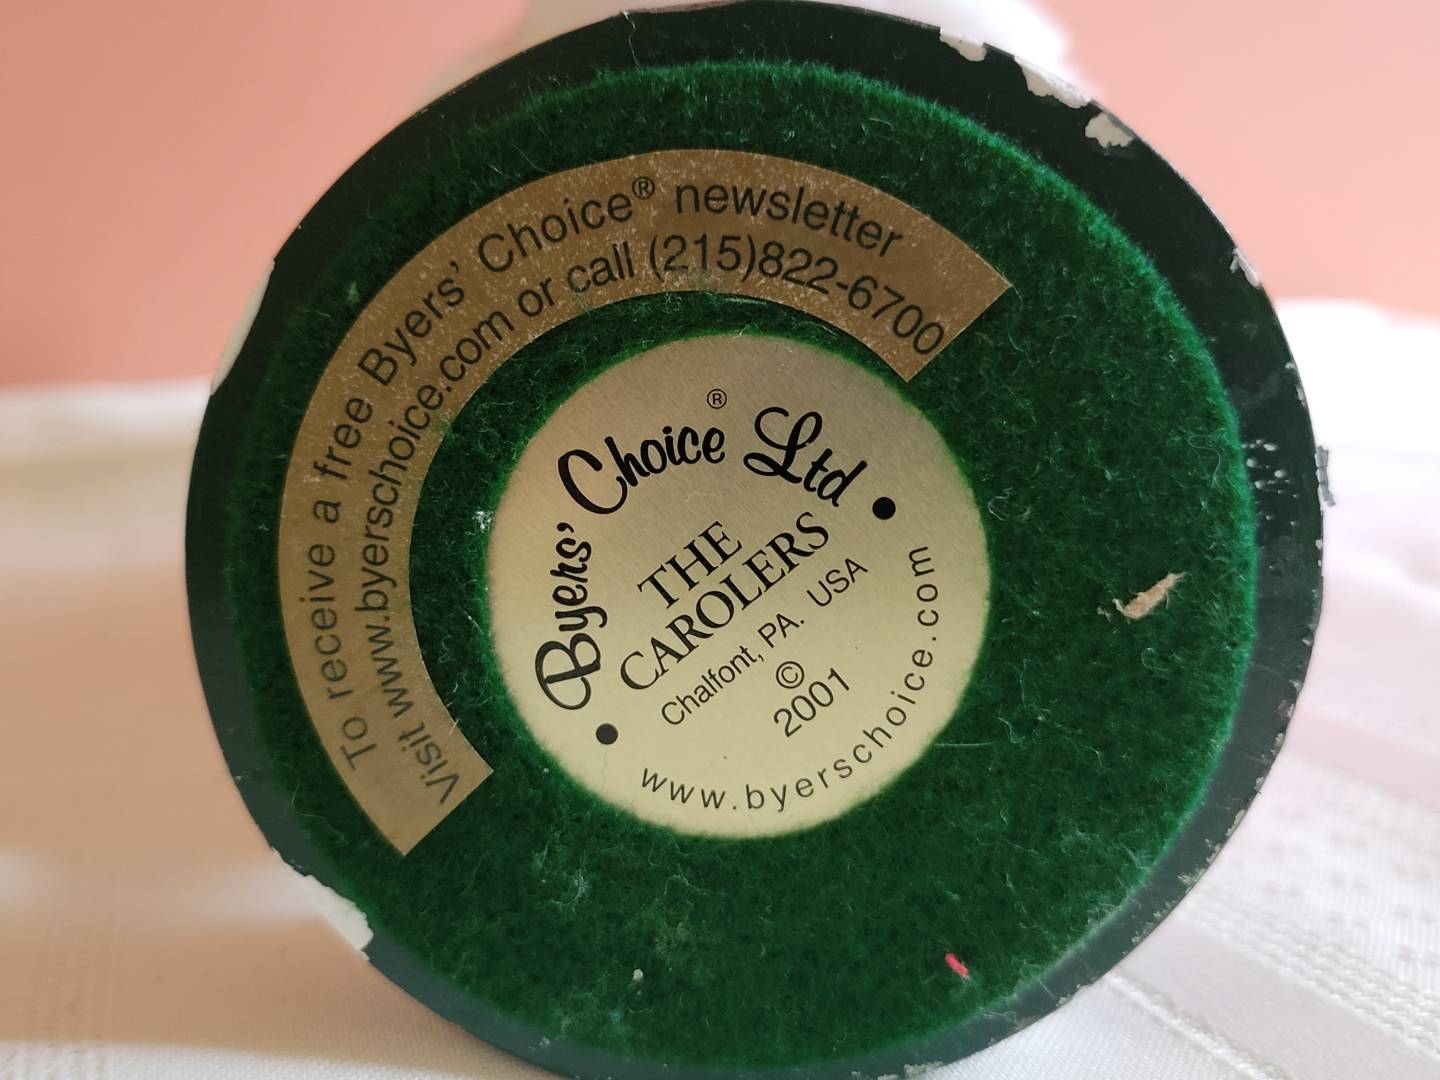 To receive a free Byers' Choice® newsletter
Visit www.byerschoice.com or call (215)822-6700
Byers' Choice® Ltd
THE
CAROLERS
Chalfont, PA. USA
©
2001
www.byerschoice.com